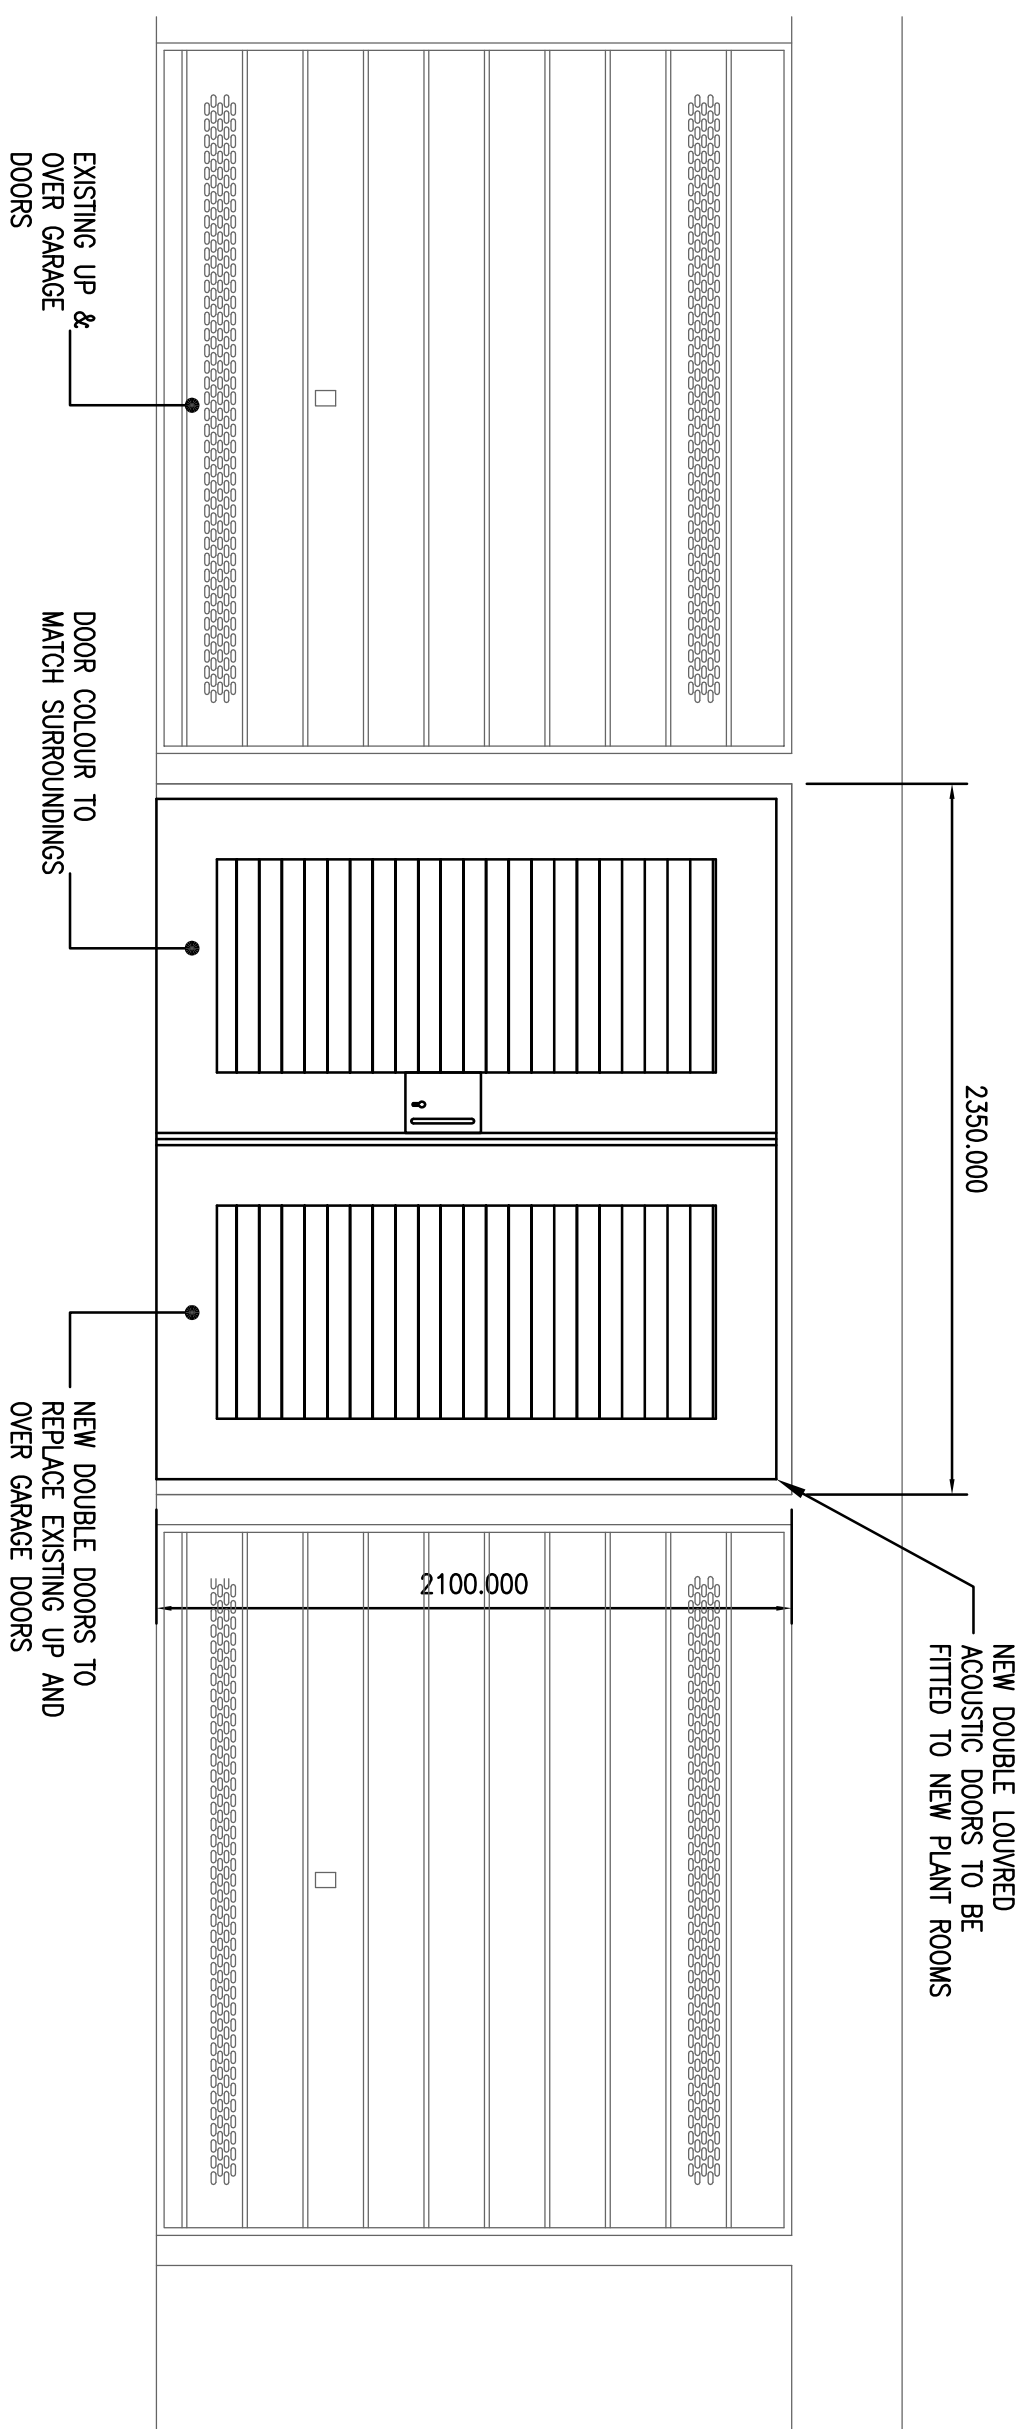 NEW DOUBLE LOUVRED
ACOUSTIC DOORS TO BE
FITTED TO NEW PLANT ROOMS
2350.000
2100.000
EXISTING UP &
OVER GARAGE
DOORS
DOOR COLOUR TO
MATCH SURROUNDINGS
NEW DOUBLE DOORS TO
REPLACE EXISTING UP AND
OVER GARAGE DOORS